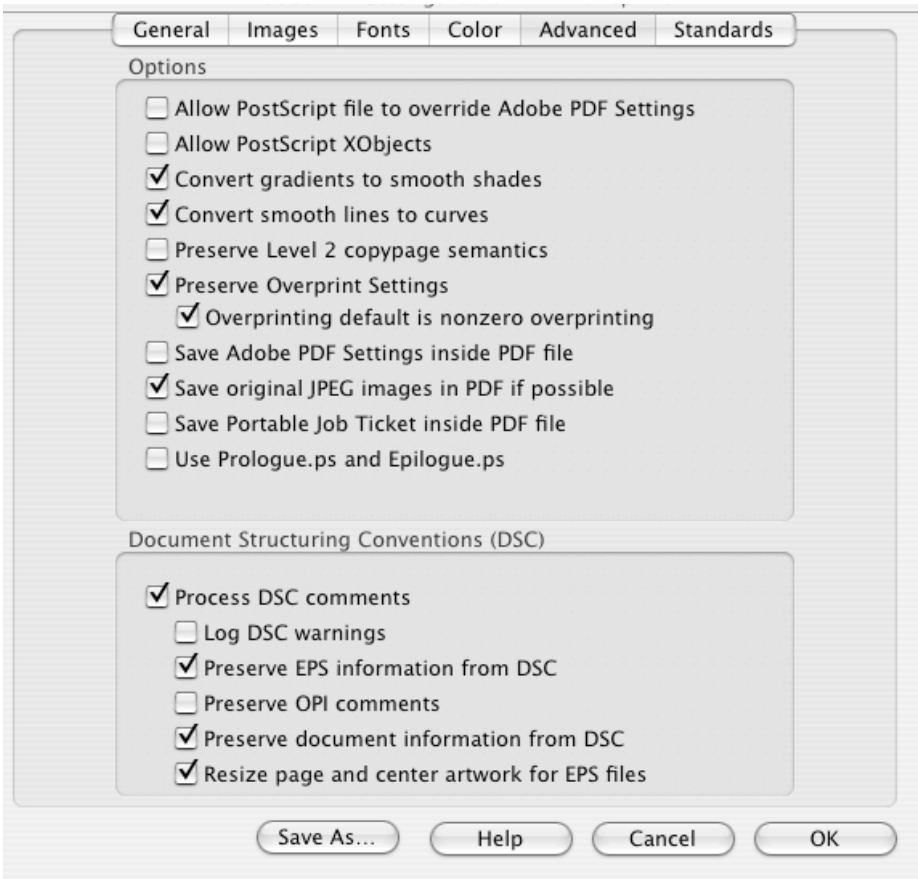 General Images Fonts Color Advanced Standards
Options
Allow PostScript file to override Adobe PDF Settings
Allow PostScript XObjects
Convert gradients to smooth shades
Convert smooth lines to curves
Preserve Level 2 copypage semantics
Preserve Overprint Settings
Overprinting default is nonzero overprinting
Save Adobe PDF Settings inside PDF file
Save original JPEG images in PDF if possible
Save Portable Job Ticket inside PDF file
Use Prologue.ps and Epilogue.ps
Document Structuring Conventions (DSC)
Process DSC comments
Log DSC warnings
Preserve EPS information from DSC
Preserve OPI comments
Preserve document information from DSC
Resize page and center artwork for EPS files
Save As... Help Cancel OK